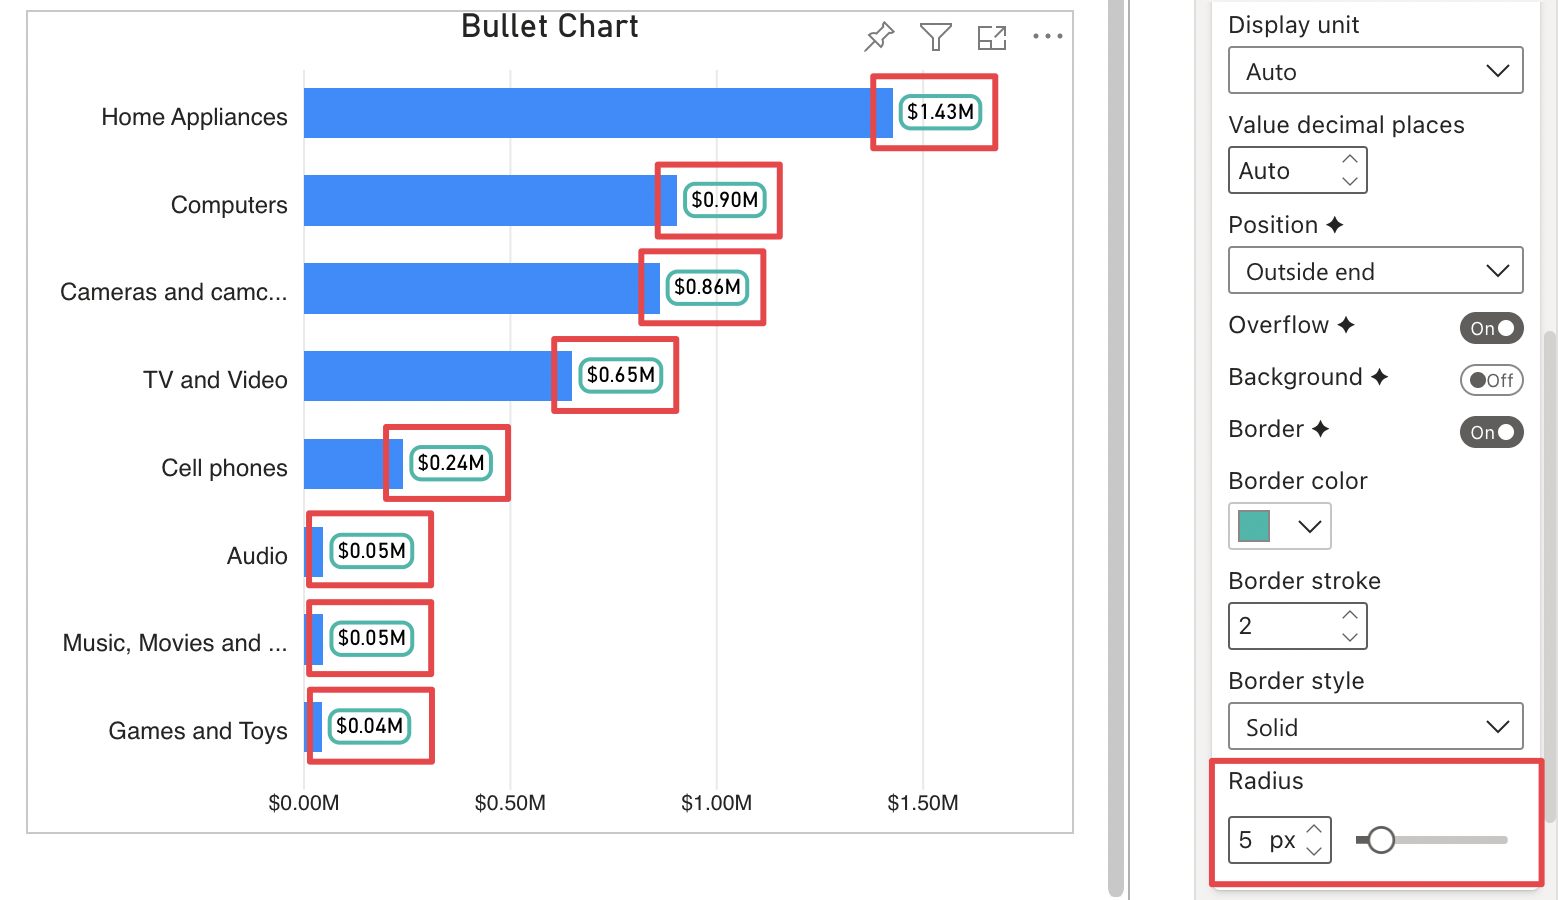 Bullet Chart
Home Appliances
$1.43M
Computers
$0.90M
Cameras and camc...
$0.86M
TV and Video
$0.65M
Cell phones
$0.24M
Audio
$0.05M
Music, Movies and ...
$0.05M
Games and Toys
$0.04M
$0.00M
$0.50M
$1.00M
$1.50M
Display unit
Auto
Value decimal places
Auto
Position
Outside end
Overflow
On
Background
Off
Border
On
Border color
Border stroke
2
Border style
Solid
Radius
5 px